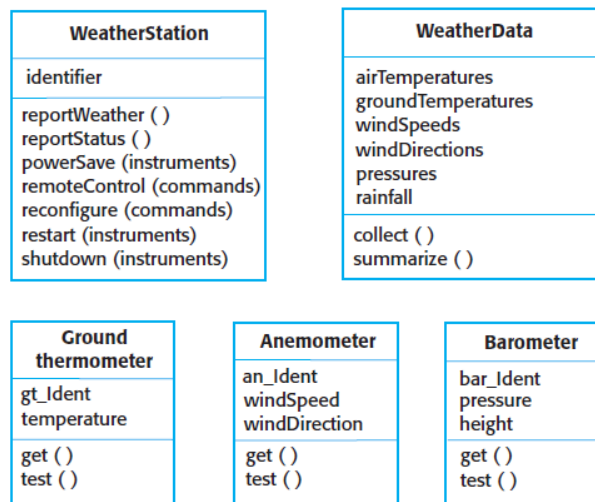 WeatherStation
identifier
reportWeather ( )
reportStatus ( )
powerSave (instruments)
remoteControl (commands)
reconfigure (commands)
restart (instruments)
shutdown (instruments)
WeatherData
airTemperatures
groundTemperatures
windSpeeds
windDirections
pressures
rainfall
collect ( )
summarize ( )
Ground
thermometer
gt_Ident
temperature
get ( )
test ( )
Anemometer
an_Ident
windSpeed
windDirection
get ( )
test ( )
Barometer
bar_Ident
pressure
height
get ( )
test ( )